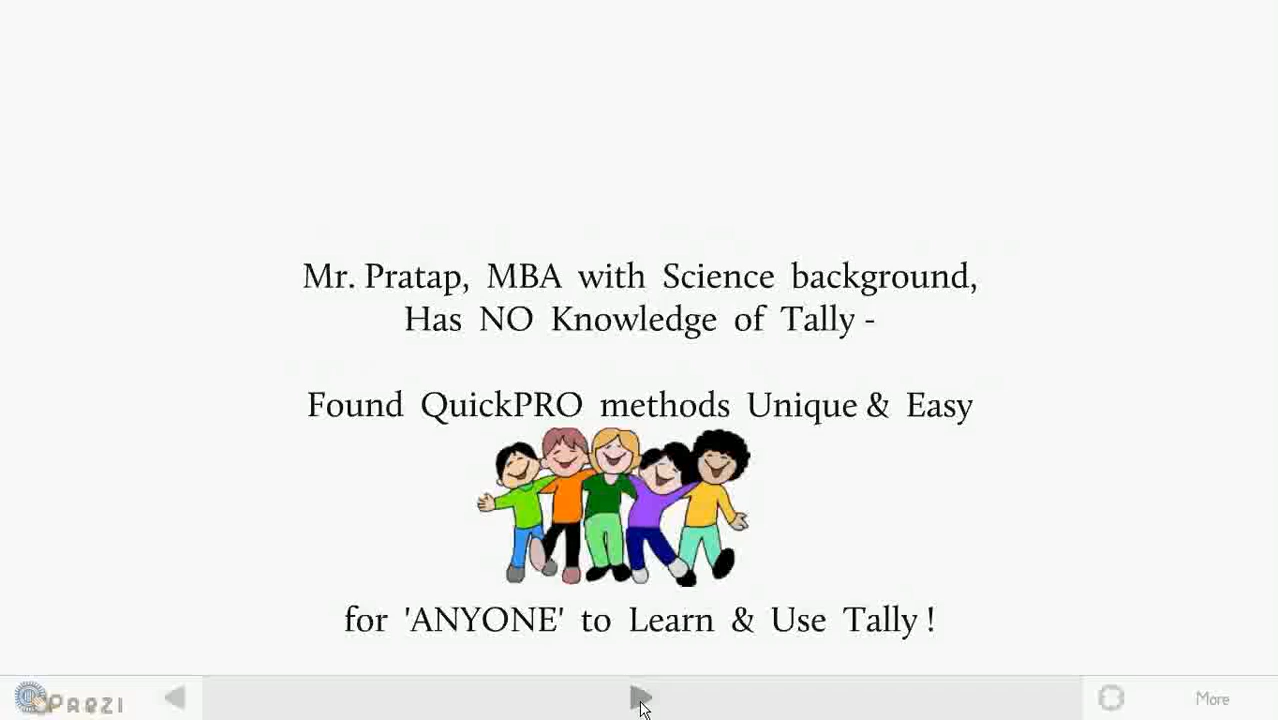 Mr. Pratap, MBA with Science background,
Has NO Knowledge of Tally -
Found QuickPRO methods Unique & Easy
for 'ANYONE' to Learn & Use Tally !
PREZI
More